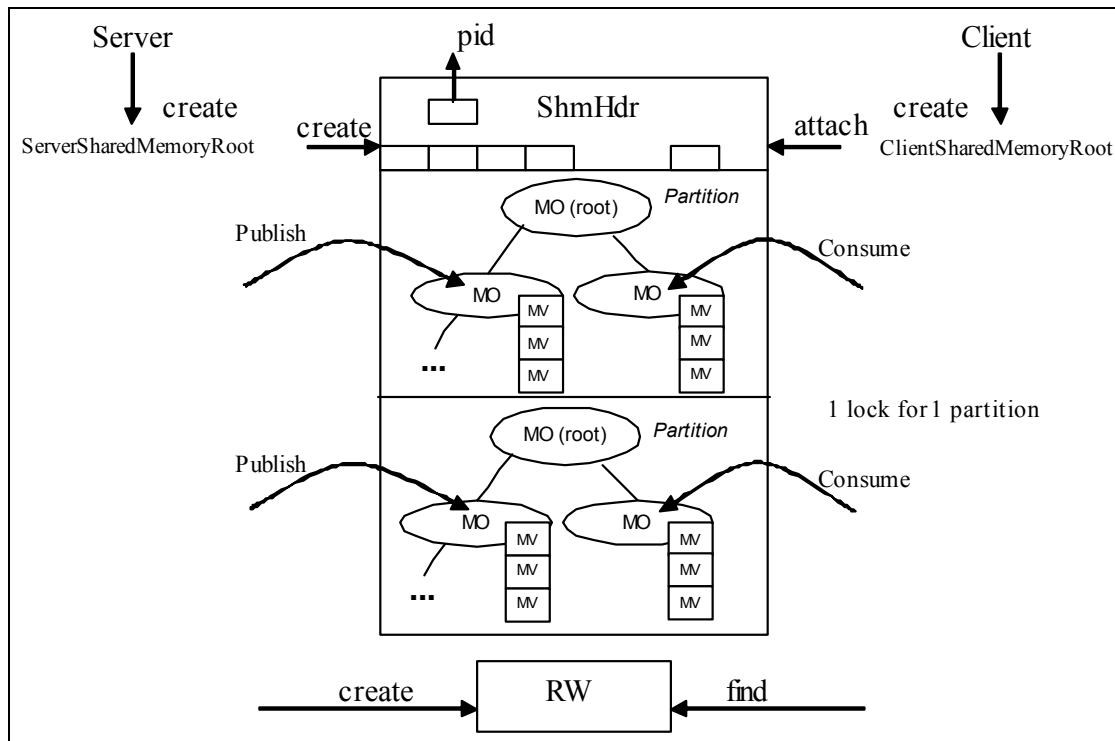 Server
pid
Client
create
ShmHdr
create
create
attach
ServerSharedMemoryRoot
ClientSharedMemoryRoot
Partition
MO (root)
Publish
Consume
MO
MO
MV
MV
MV
MV
...
MV
MV
1 lock for 1 partition
Partition
MO (root)
Publish
Consume
MO
MO
MV
MV
MV
MV
...
MV
MV
create
RW
find